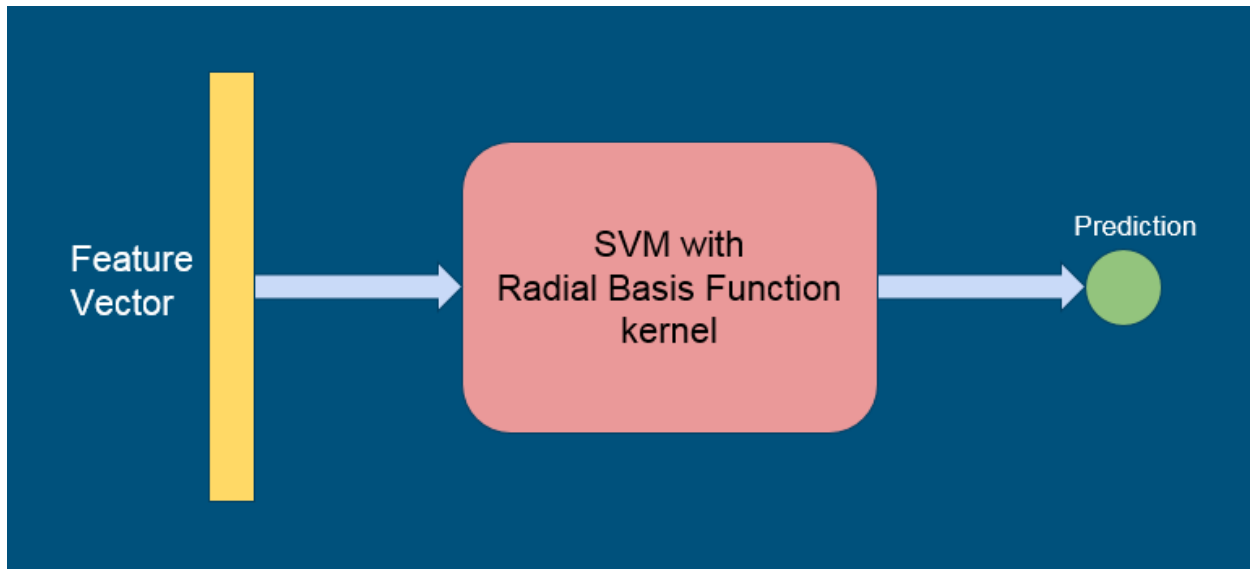 Feature
Vector
SVM with
Radial Basis Function
kernel
Prediction